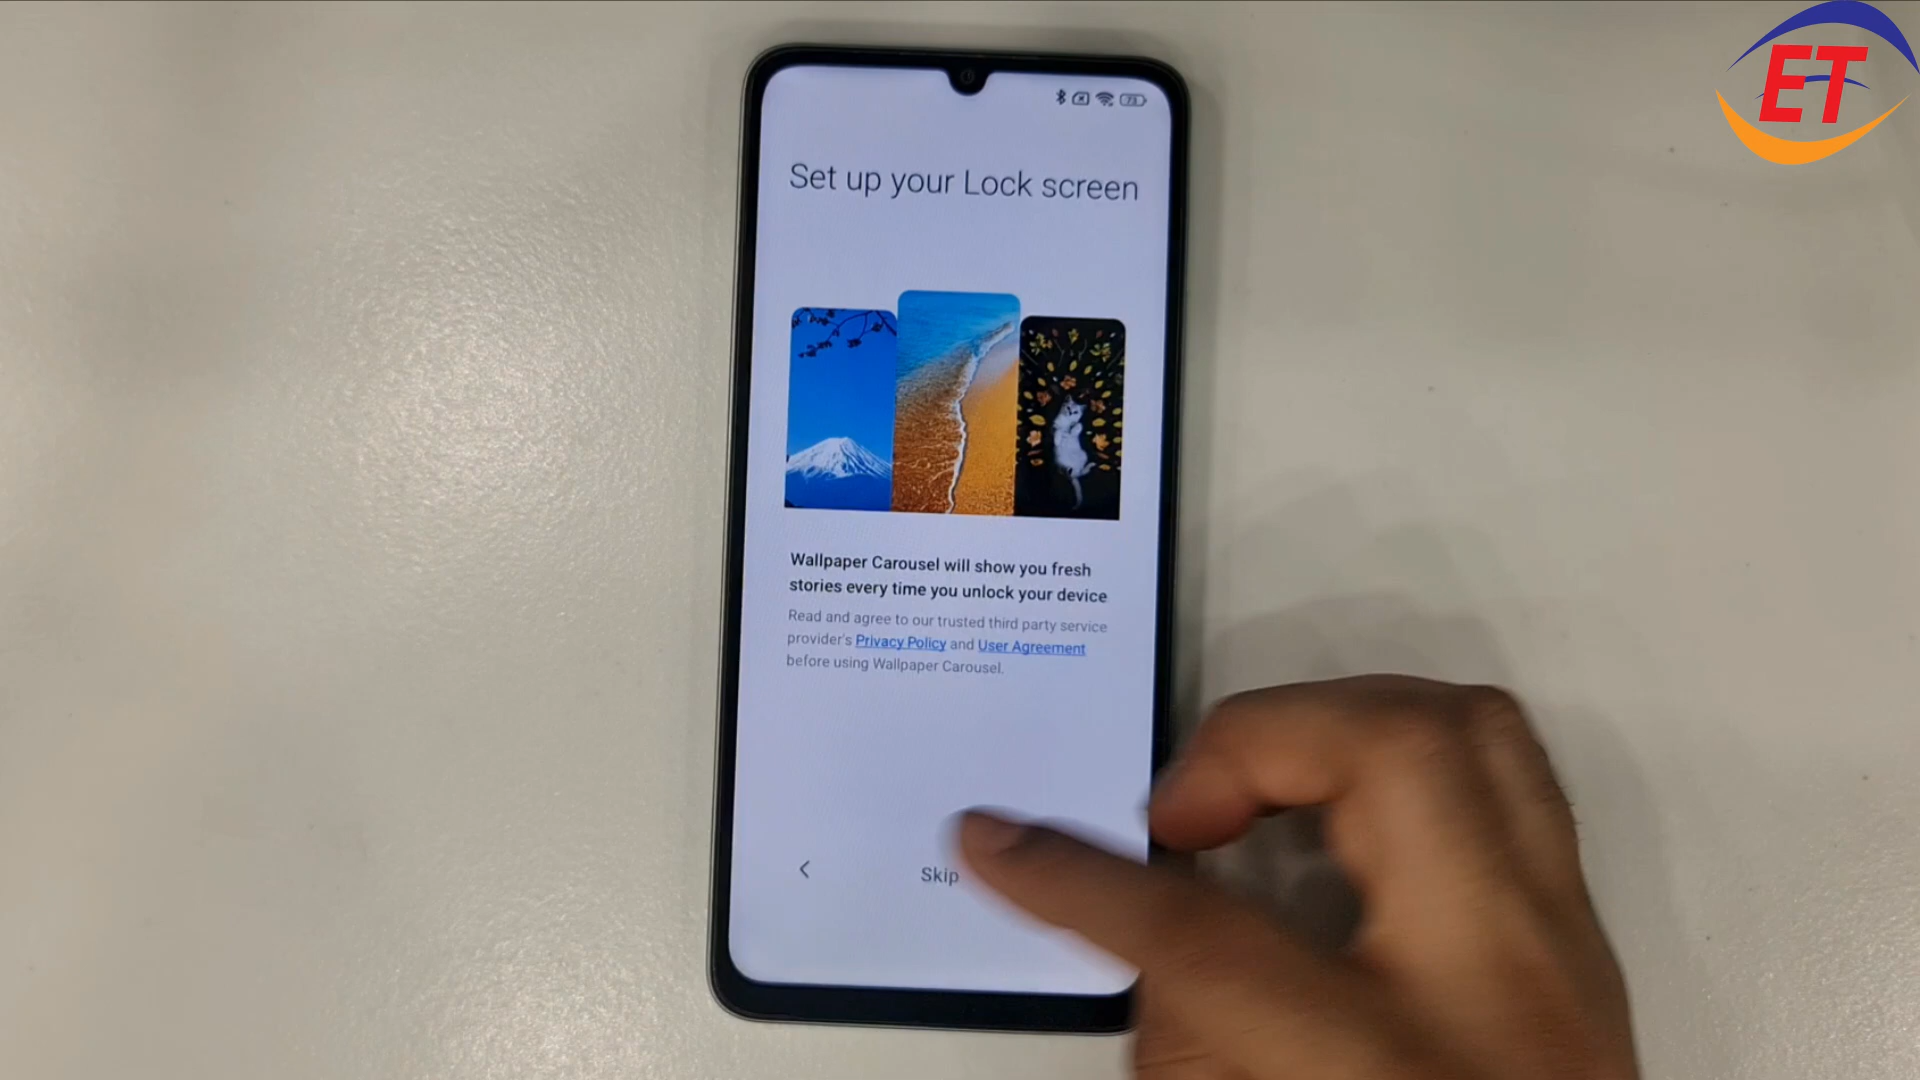 ET
Set up your Lock screen
Wallpaper Carousel will show you fresh
stories every time you unlock your device
Read and agree to our trusted third party service
provider's Privacy Policy and User Agreement
before using Wallpaper Carousel.
Skip